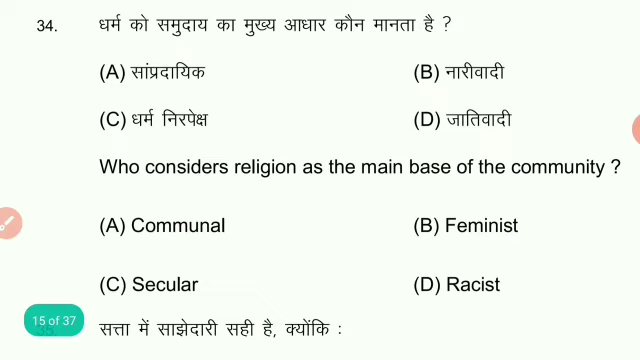 34. धर्म को समुदाय का मुख्य आधार कौन मानता है ?
(A) सांप्रदायिक (B) नारीवादी
(C) धर्म निरपेक्ष (D) जातिवादी
Who considers religion as the main base of the community ?
(A) Communal (B) Feminist
(C) Secular (D) Racist
15 of 37
35. सत्ता में साझेदारी सही है, क्योंकि :